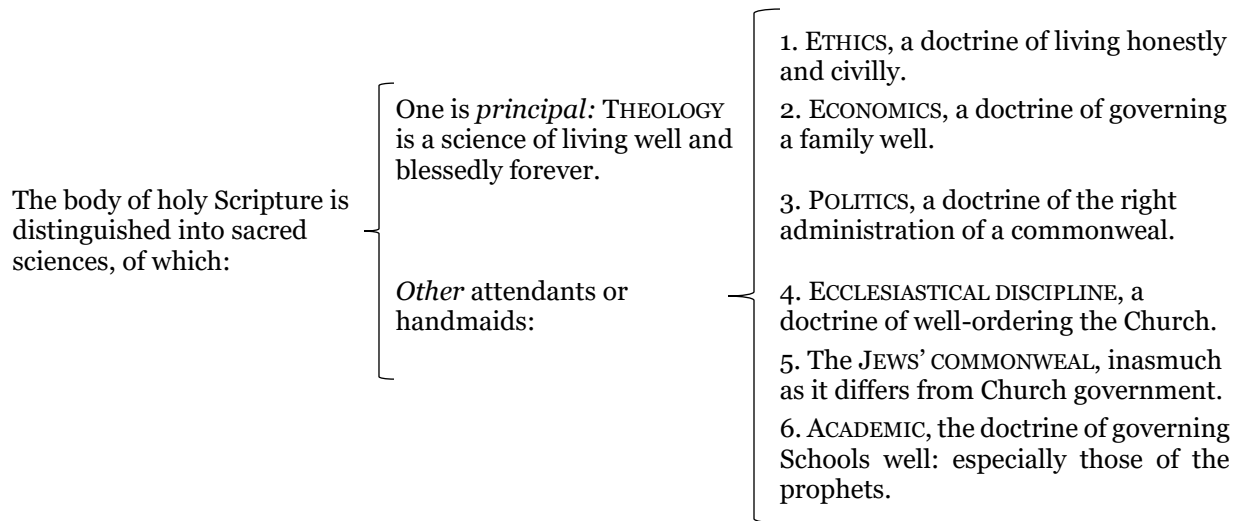 The body of holy Scripture is
distinguished into sacred
sciences, of which:
One is principal: THEOLOGY
is a science of living well and
blessedly forever.
Other attendants or
handmaids:
1. ETHICS, a doctrine of living honestly
and civilly.
2. ECONOMICS, a doctrine of governing
a family well.
3. POLITICS, a doctrine of the right
administration of a commonweal.
4. ECCLESIASTICAL DISCIPLINE, a
doctrine of well-ordering the Church.
5. The JEWS’ COMMONWEAL, inasmuch
as it differs from Church government.
6. ACADEMIC, the doctrine of governing
Schools well: especially those of the
prophets.